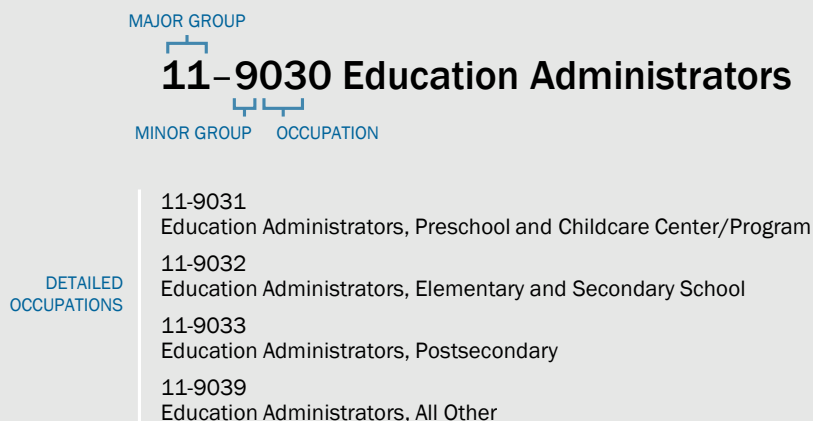 MAJOR GROUP
11–9030 Education Administrators
MINOR GROUP OCCUPATION
11-9031
Education Administrators, Preschool and Childcare Center/Program
DETAILED
OCCUPATIONS
11-9032
Education Administrators, Elementary and Secondary School
11-9033
Education Administrators, Postsecondary
11-9039
Education Administrators, All Other